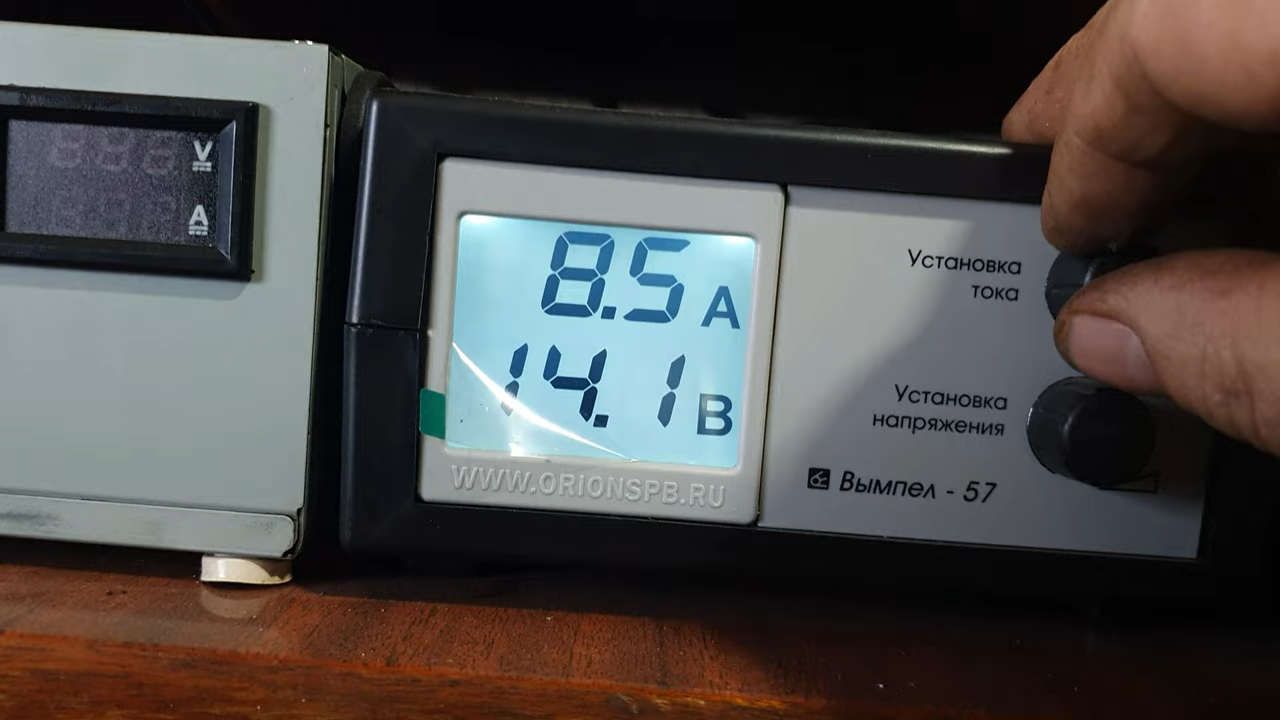 V
A
8.5 A
14.1 В
WWW.ORIONSPB.RU
Установка
тока
Установка
напряжения
Вымпел - 57